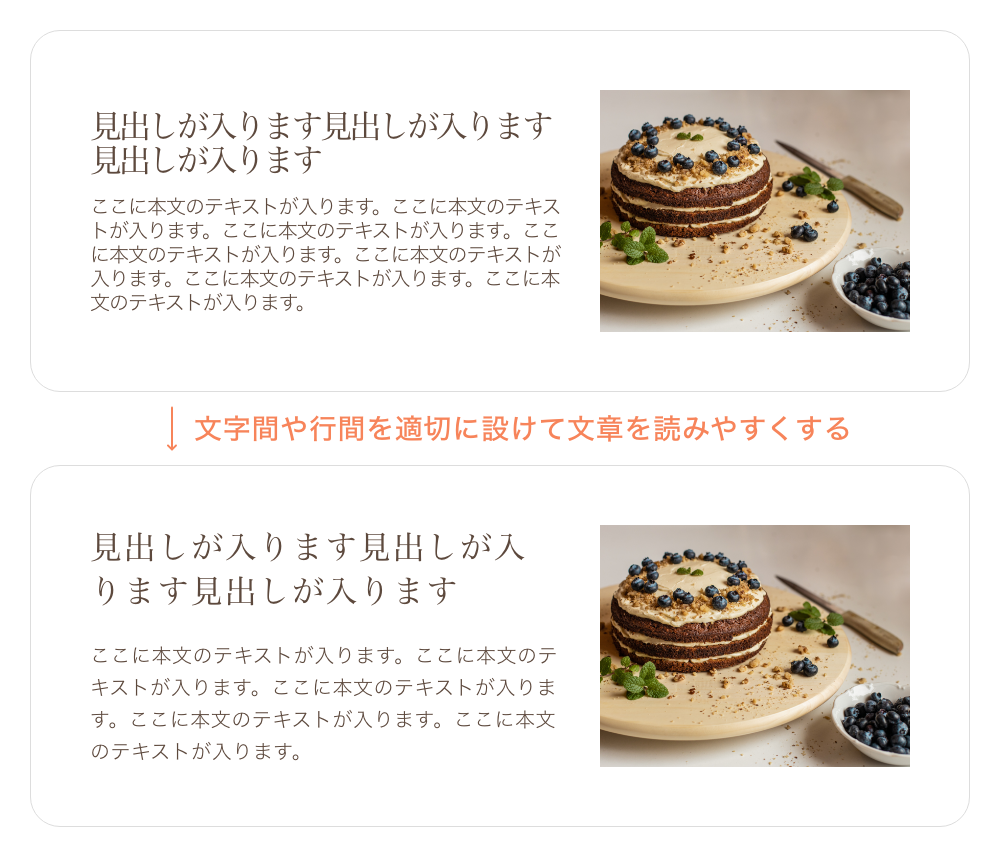 見出しが入ります見出しが入ります
見出しが入ります
ここに本文のテキストが入ります。ここに本文のテキス
トが入ります。ここに本文のテキストが入ります。ここ
に本文のテキストが入ります。ここに本文のテキストが
入ります。ここに本文のテキストが入ります。ここに本
文のテキストが入ります。
文字間や行間を適切に設けて文章を読みやすくする
見出しが入ります見出しが入
ります見出しが入ります
ここに本文のテキストが入ります。ここに本文のテ
キストが入ります。ここに本文のテキストが入りま
す。ここに本文のテキストが入ります。ここに本文
のテキストが入ります。